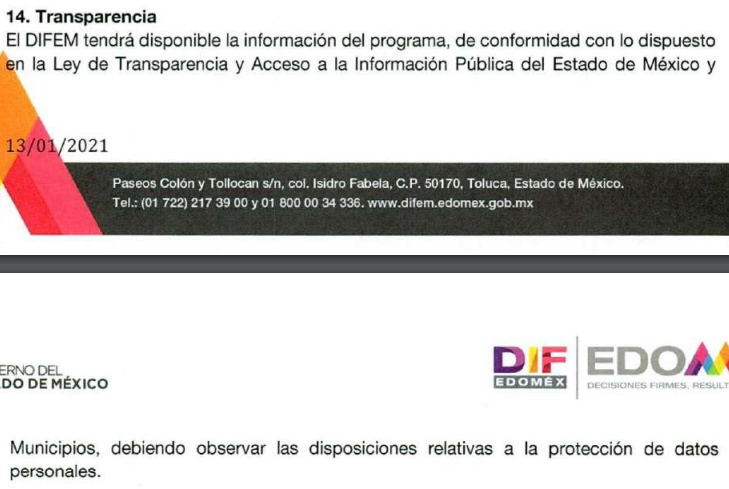 14. Transparencia
El DIFEM tendrá disponible la información del programa, de conformidad con lo dispuesto
en la Ley de Transparencia y Acceso a la Información Pública del Estado de México y
13/01/2021
Paseos Colón y Tollocan s/n, col. Isidro Fabela, C.P. 50170, Toluca, Estado de México.
Tel.: (01 722) 217 39 00 y 01 800 00 34 336. www.difem.edomex.gob.mx
ERNO DEL
DO DE MÉXICO
DIF
EDOMÉX
EDOM
DECISIONES FIRMES, RESULT
Municipios, debiendo observar las disposiciones relativas a la protección de datos
personales.